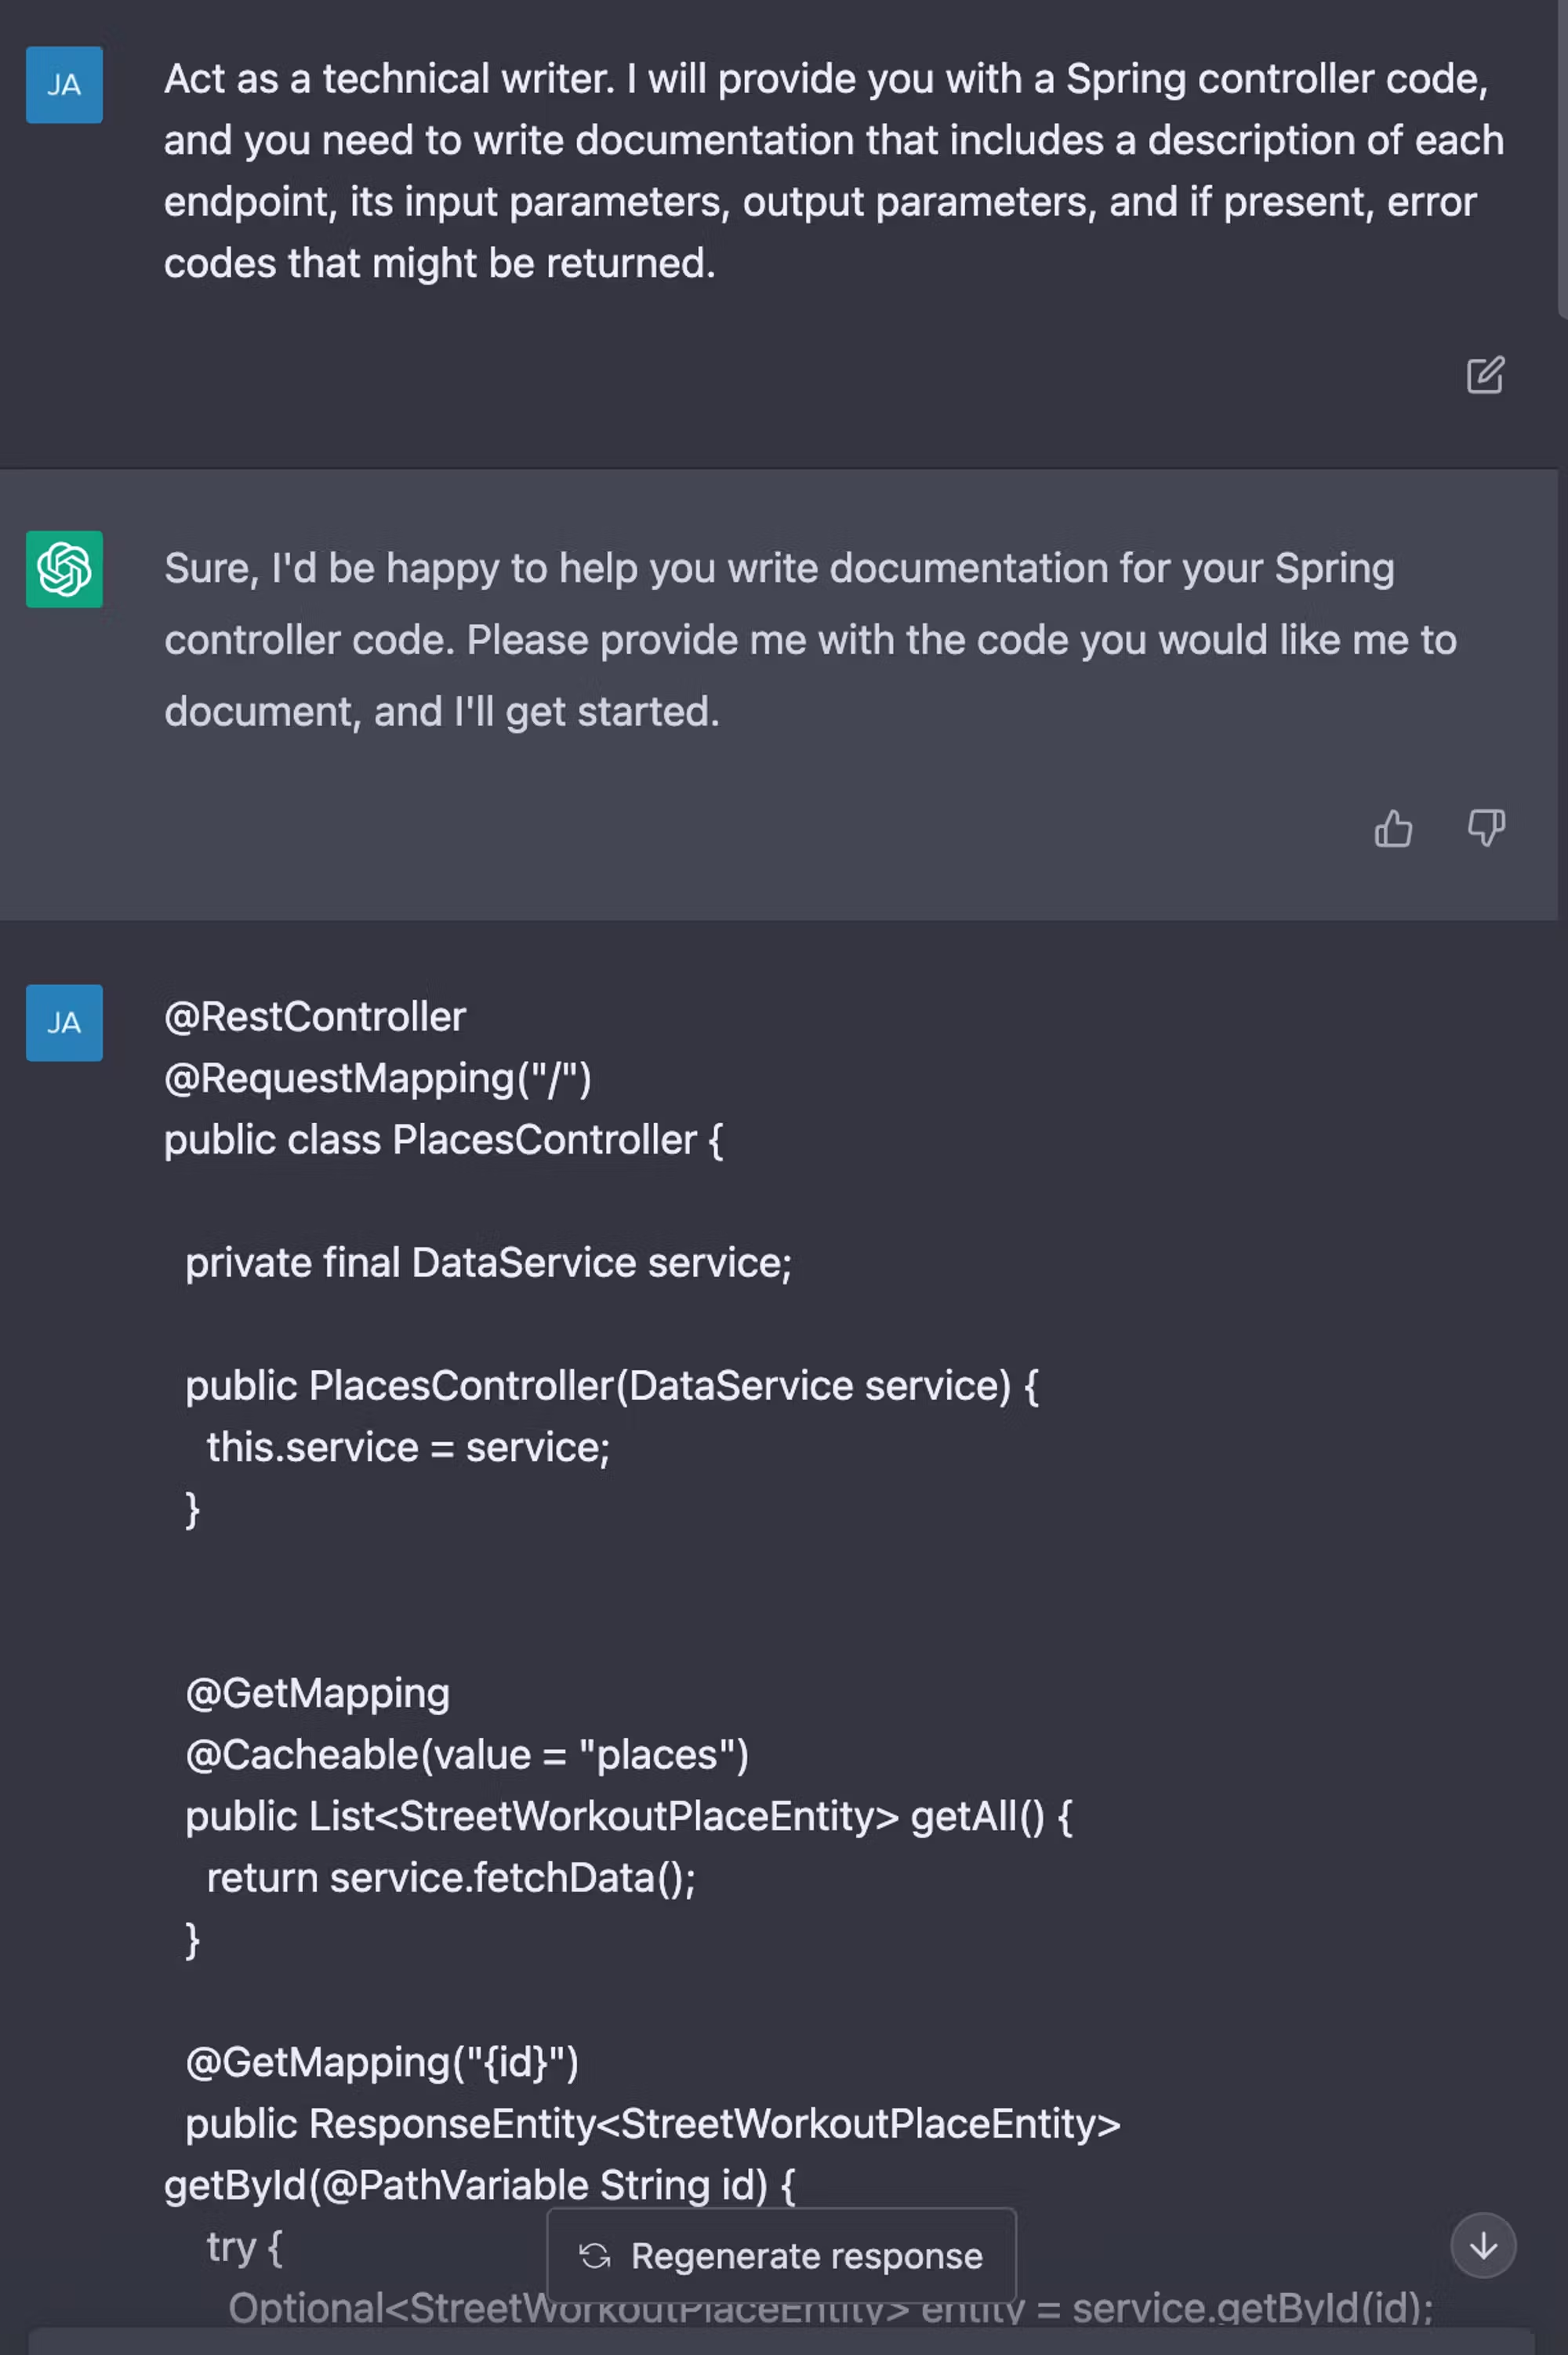 JA
Act as a technical writer. I will provide you with a Spring controller code,
and you need to write documentation that includes a description of each
endpoint, its input parameters, output parameters, and if present, error
codes that might be returned.
Sure, I'd be happy to help you write documentation for your Spring
controller code. Please provide me with the code you would like me to
document, and I'll get started.
JA
@RestController
@RequestMapping("/")
public class PlacesController {
private final DataService service;
public PlacesController(DataService service) {
this.service = service;
}
@GetMapping
@Cacheable(value = "places")
public List<StreetWorkoutPlaceEntity> getAll() {
return service.fetchData();
}
@GetMapping("{id}")
public ResponseEntity<StreetWorkoutPlaceEntity>
getById(@PathVariable String id) {
try {
Regenerate response
Optional<StreetWorkoutPlaceEntity> entity = service.getById(id);